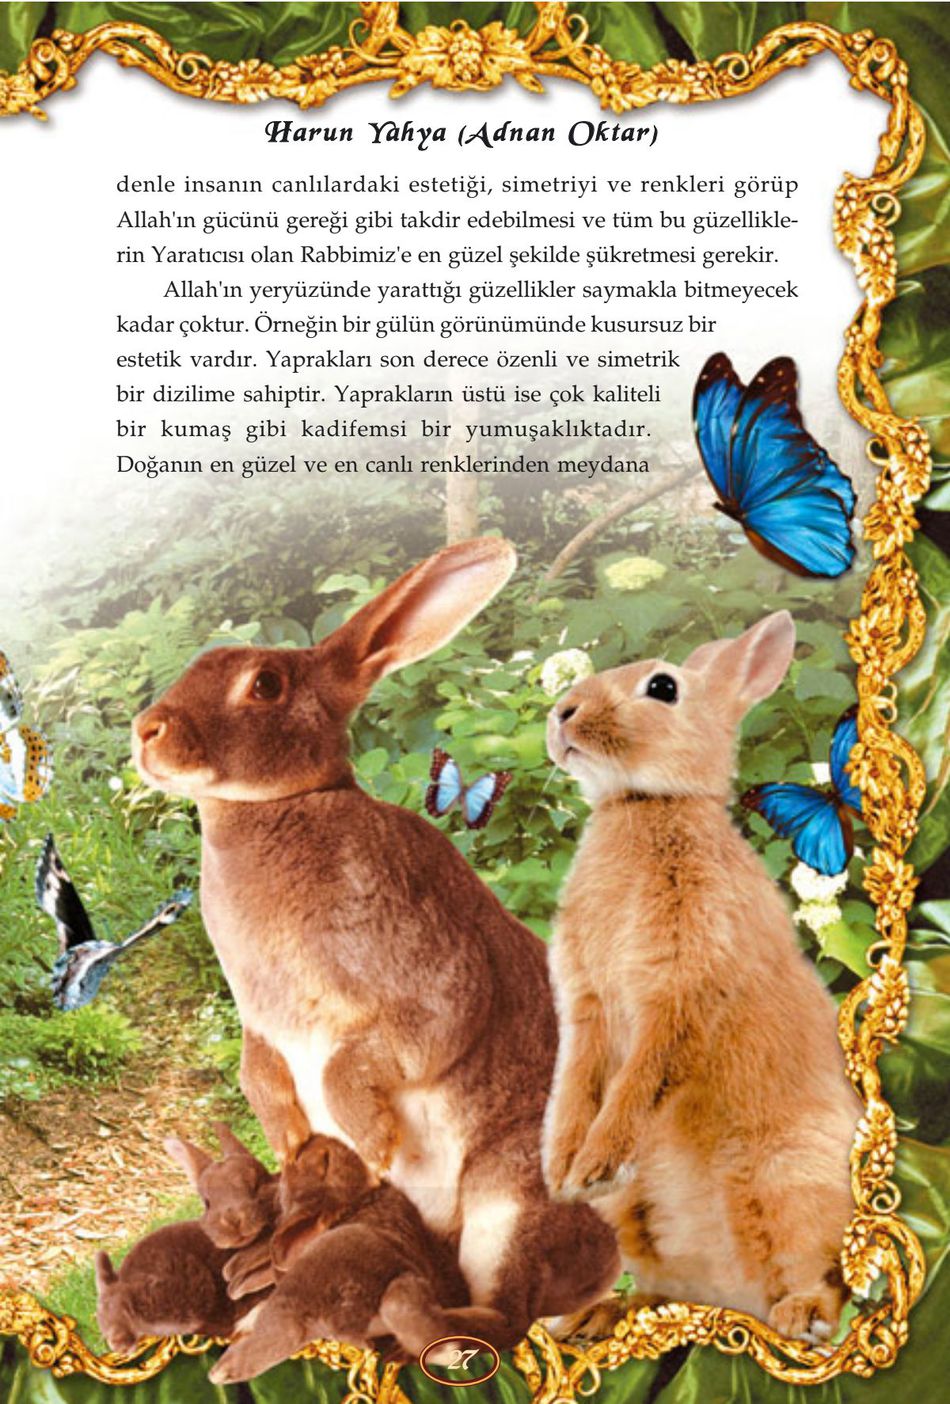 Harun Yahya (Adnan Oktar)
denle insanın canlılardaki estetiği, simetriyi ve renkleri görüp
Allah'ın gücünü gereği gibi takdir edebilmesi ve tüm bu güzellikle-
rin Yaratıcısı olan Rabbimiz'e en güzel şekilde şükretmesi gerekir.
Allah'ın yeryüzünde yarattığı güzellikler saymakla bitmeyecek
kadar çoktur. Örneğin bir gülün görünümünde kusursuz bir
estetik vardır. Yaprakları son derece özenli ve simetrik
bir dizilime sahiptir. Yaprakların üstü ise çok kaliteli
bir kumaş gibi kadifemsi bir yumuşaklıktadır.
Doğanın en güzel ve en canlı renklerinden meydana
27